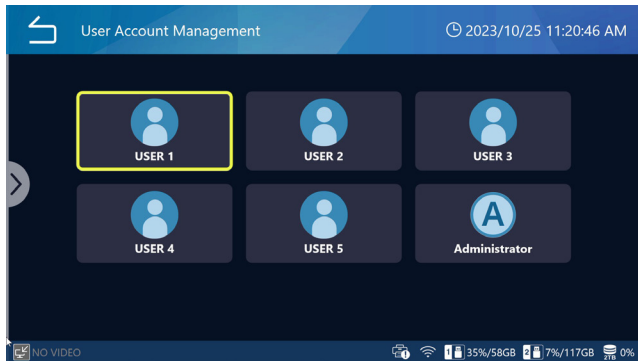 User Account Management
2023/10/25 11:20:46 AM
USER 1
USER 2
USER 3
USER 4
USER 5
A
Administrator
NO VIDEO
1 35%/58GB 2 7%/117GB 2TB 0%